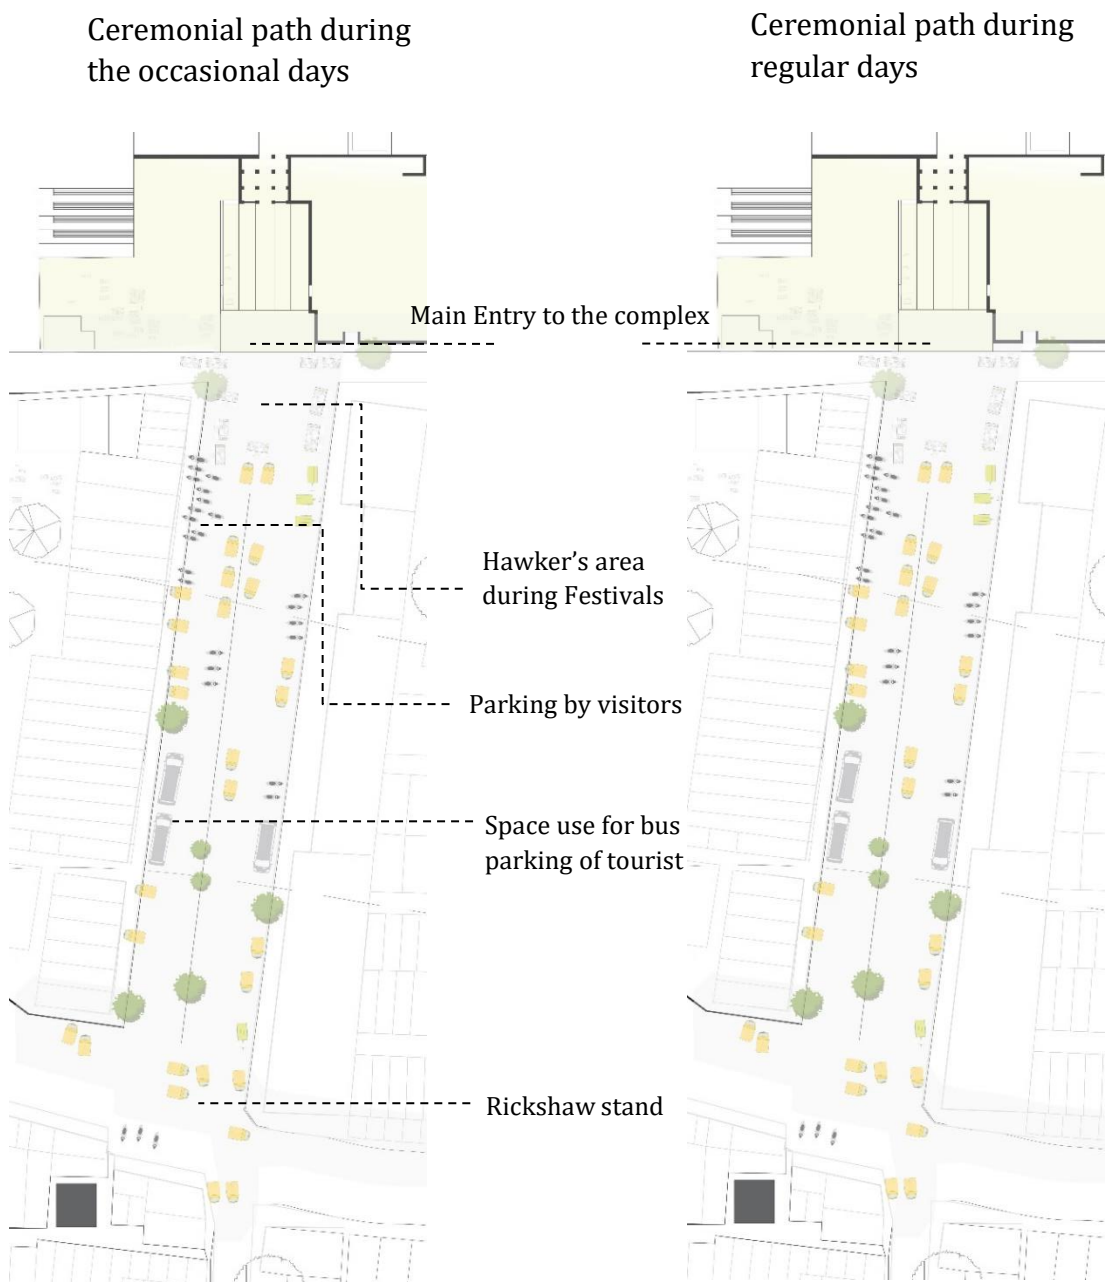 Ceremonial path during
the occasional days
Ceremonial path during
regular days
Main Entry to the complex
Hawker’s area
during Festivals
Parking by visitors
Space use for bus
parking of tourist
Rickshaw stand